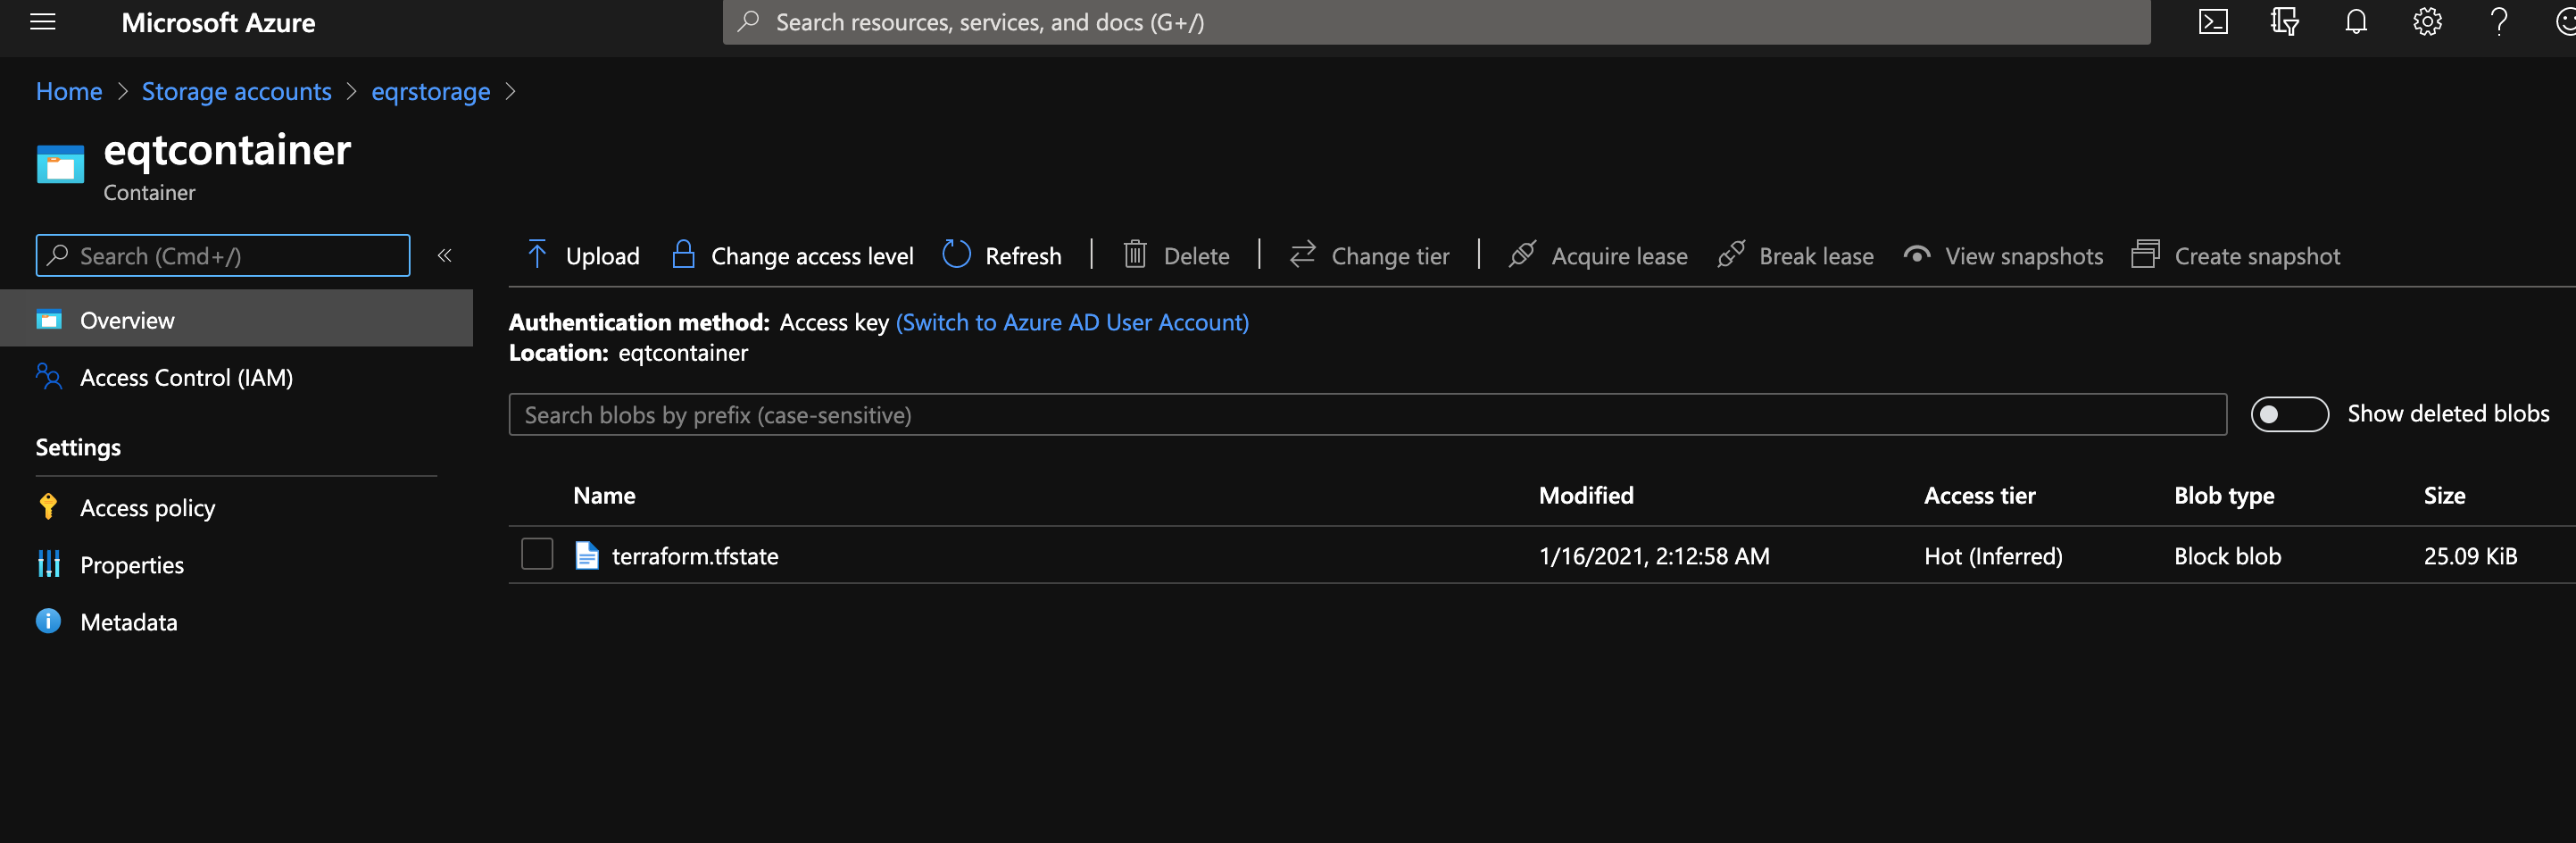 Microsoft Azure
Search resources, services, and docs (G+/)
Home > Storage accounts > eqrstorage >
eqtcontainer
Container
Search (Cmd+/)
«
Upload
Change access level
Refresh
Delete
Change tier
Acquire lease
Break lease
View snapshots
Create snapshot
Overview
Access Control (IAM)
Settings
Access policy
Properties
Metadata
Authentication method: Access key (Switch to Azure AD User Account)
Location: eqtcontainer
Search blobs by prefix (case-sensitive)
Show deleted blobs
Name Modified Access tier Blob type Size
terraform.tfstate 1/16/2021, 2:12:58 AM Hot (Inferred) Block blob 25.09 KiB